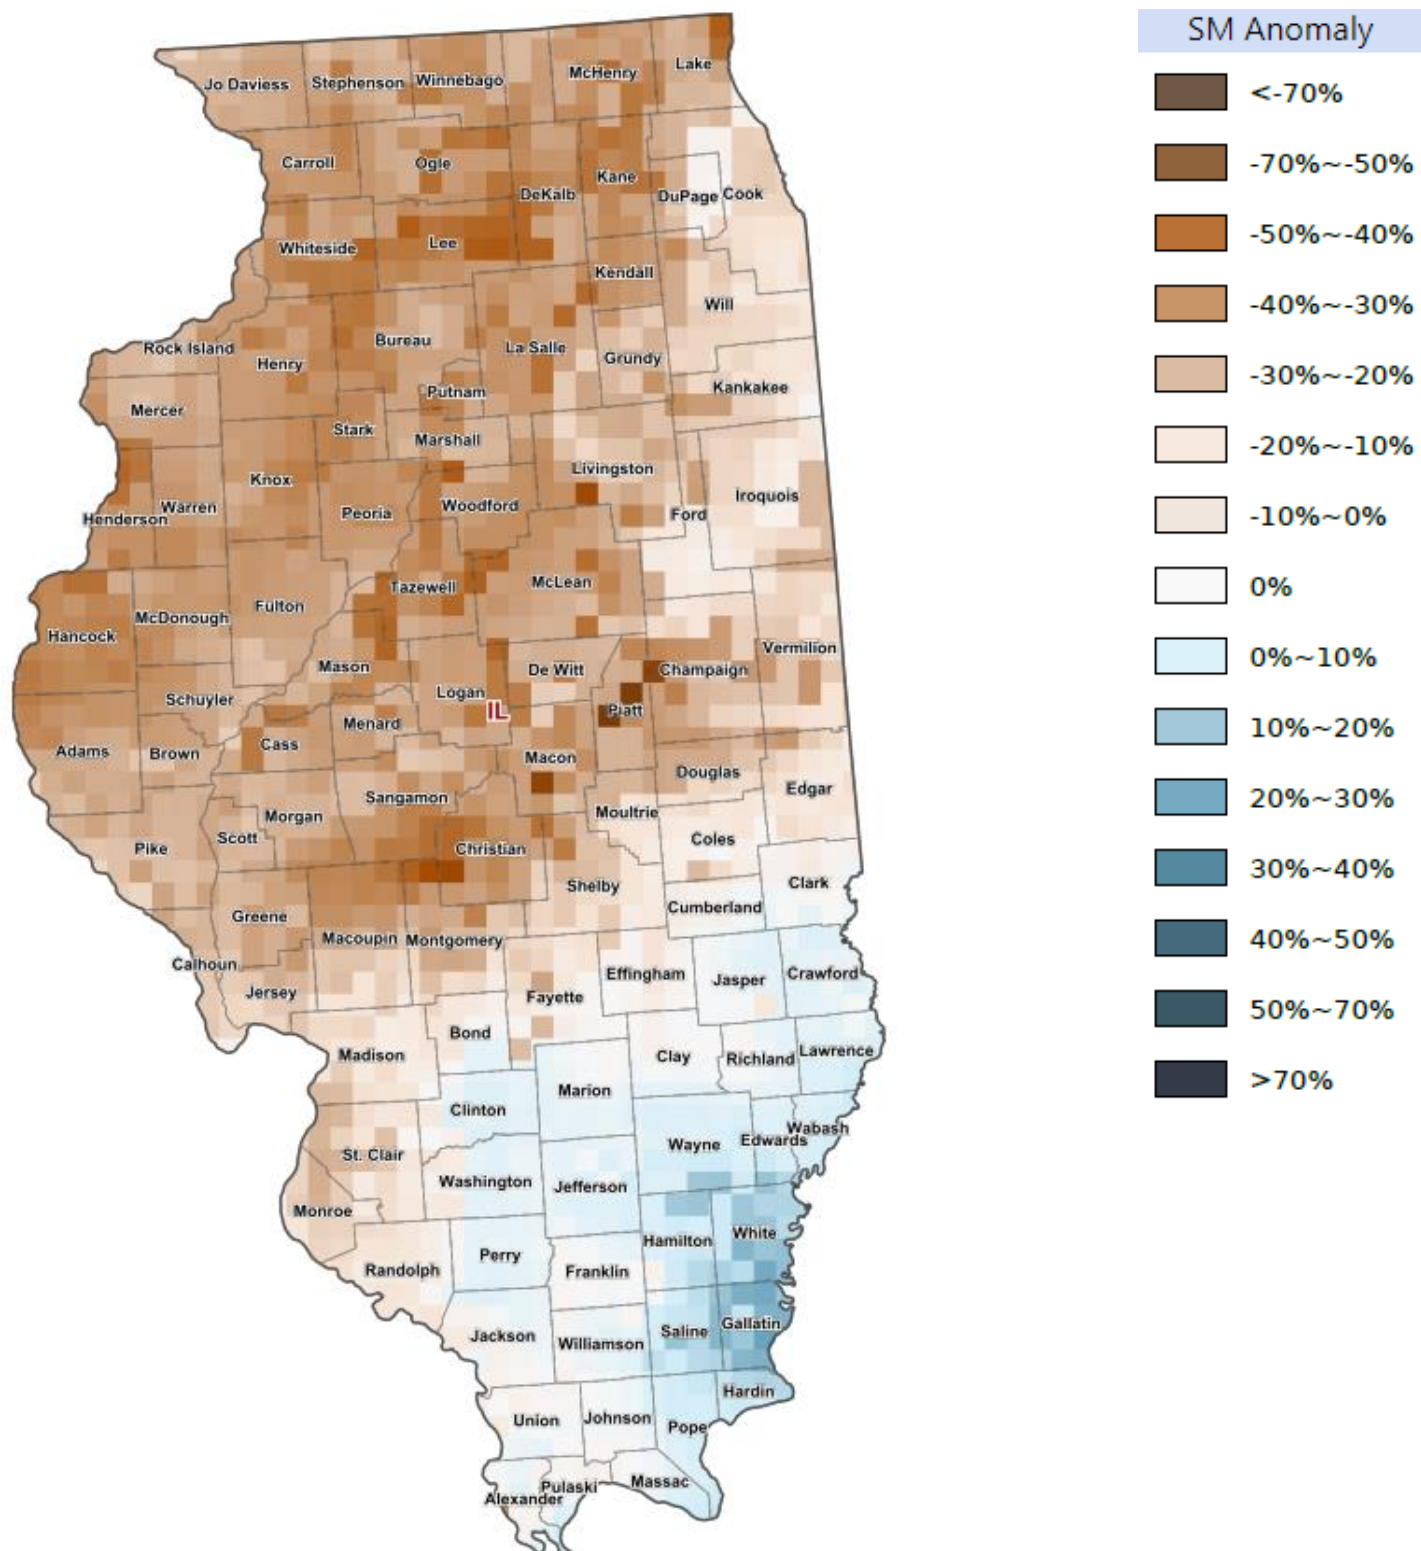 SM Anomaly
<-70%
-70%~-50%
-50%~-40%
-40%~-30%
-30%~-20%
-20%~-10%
-10%~0%
0%
0%~10%
10%~20%
20%~30%
30%~40%
40%~50%
50%~70%
>70%
Jo Daviess
Stephenson
Winnebago
McHenry
Lake
Carroll
Ogle
DeKalb
Kane
DuPage
Cook
Whiteside
Lee
Kendall
Will
Rock Island
Henry
Bureau
La Salle
Grundy
Kankakee
Mercer
Putnam
Stark
Marshall
Knox
Livingston
Iroquois
Henderson
Warren
Peoria
Woodford
Ford
Tazewell
McLean
Hancock
McDonough
Fulton
Mason
Logan
De Witt
Champaign
Vermilion
Schuyler
IL
Piatt
Menard
Adams
Brown
Cass
Macon
Douglas
Edgar
Sangamon
Moultrie
Morgan
Scott
Pike
Christian
Coles
Shelby
Clark
Greene
Cumberland
Macoupin
Montgomery
Calhoun
Jersey
Fayette
Effingham
Jasper
Crawford
Bond
Madison
Clay
Richland
Lawrence
Marion
Clinton
St. Clair
Wayne
Edwards
Wabash
Washington
Jefferson
Monroe
Hamilton
White
Randolph
Perry
Franklin
Jackson
Williamson
Saline
Gallatin
Hardin
Union
Johnson
Pope
Alexander
Pulaski
Massac